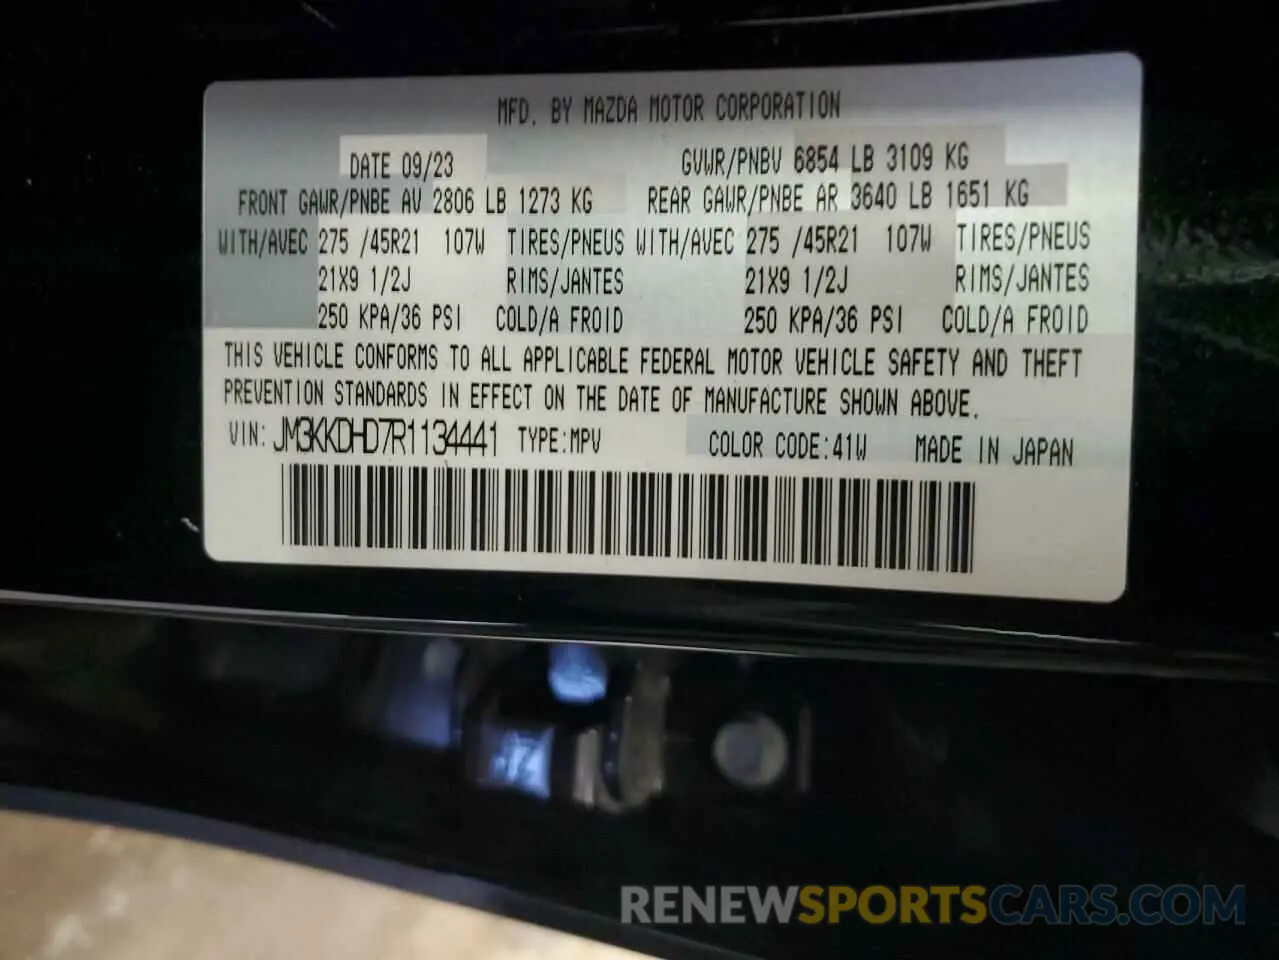 MFD. BY MAZDA MOTOR CORPORATION
DATE 09/23 GVWR/PNBV 6854 LB 3109 KG
FRONT GAWR/PNBE AV 2806 LB 1273 KG REAR GAWR/PNBE AR 3640 LB 1651 KG
WITH/AVEC 275 /45R21 107W TIRES/PNEUS WITH/AVEC 275 /45R21 107W TIRES/PNEUS
21X9 1/2J RIMS/JANTES 21X9 1/2J RIMS/JANTES
250 KPA/36 PSI COLD/A FROID 250 KPA/36 PSI COLD/A FROID
THIS VEHICLE CONFORMS TO ALL APPLICABLE FEDERAL MOTOR VEHICLE SAFETY AND THEFT
PREVENTION STANDARDS IN EFFECT ON THE DATE OF MANUFACTURE SHOWN ABOVE.
VIN: JM3KKDHD7R1134441 TYPE:MPV COLOR CODE:41W MADE IN JAPAN
RENEWSPORTSCARS.COM